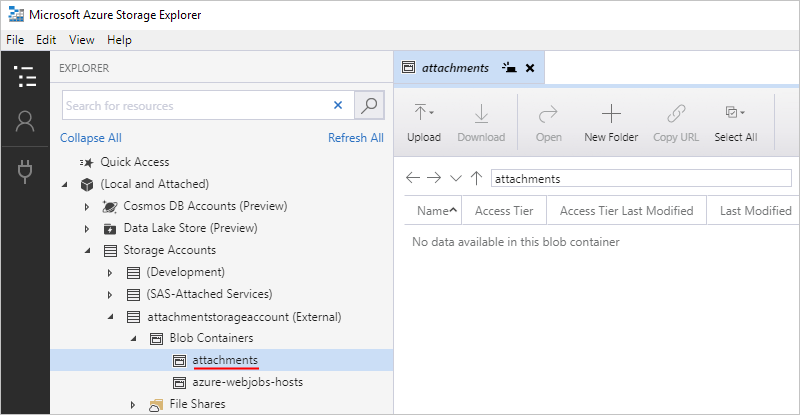 Microsoft Azure Storage Explorer
File Edit View Help
EXPLORER
Search for resources
Collapse All Refresh All
Quick Access
(Local and Attached)
Cosmos DB Accounts (Preview)
Data Lake Store (Preview)
Storage Accounts
(Development)
(SAS-Attached Services)
attachmentstorageaccount (External)
Blob Containers
attachments
azure-webjobs-hosts
File Shares
attachments
Upload Download Open New Folder Copy URL Select All
attachments
Name Access Tier Access Tier Last Modified Last Modified
No data available in this blob container